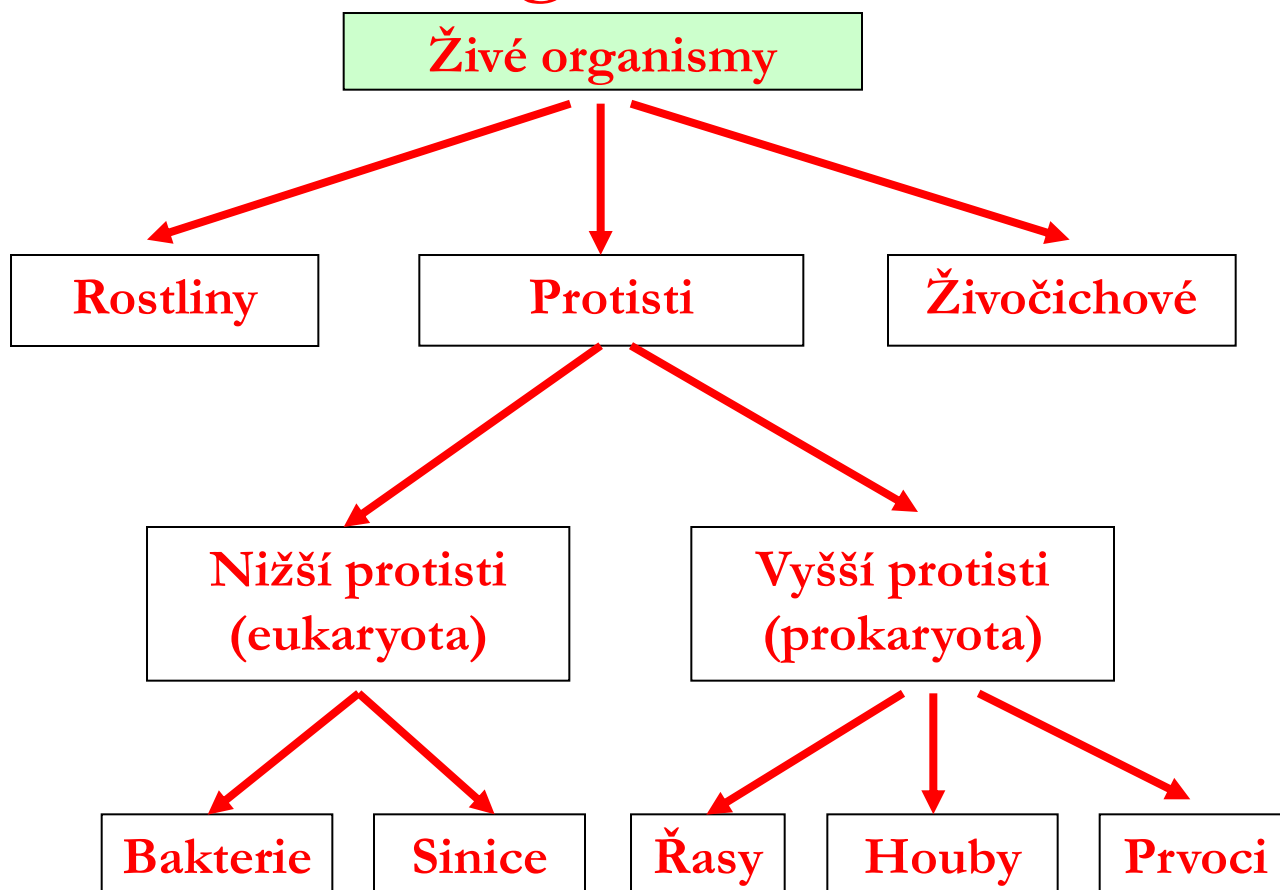 Živé organismy
Rostliny
Protisti
Živočichové
Nižší protisti
(eukaryota)
Vyšší protisti
(prokaryota)
Bakterie
Sinice
Řasy
Houby
Prvoci